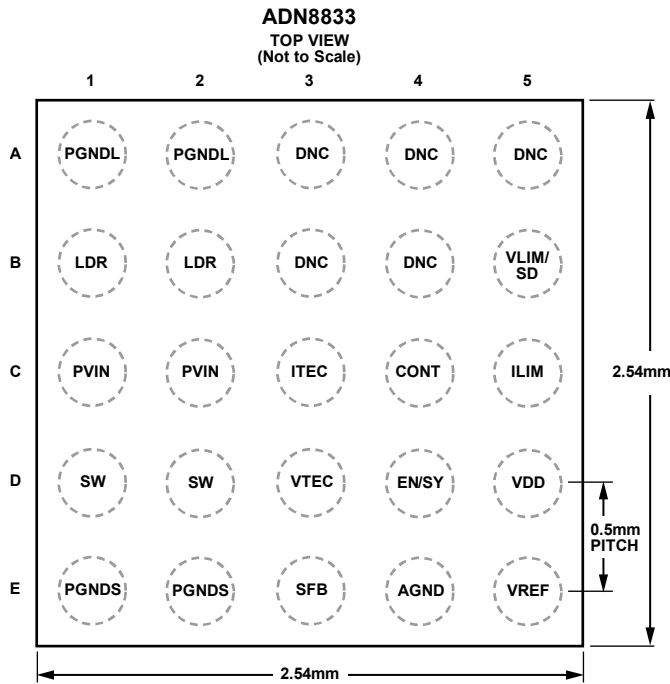 ADN8833
TOP VIEW
(Not to Scale)
1 2 3 4 5
A PGNDL PGNDL DNC DNC DNC
B LDR LDR DNC DNC VLIM/
SD
C PVIN PVIN ITEC CONT ILIM
2.54mm
D SW SW VTEC EN/SY VDD
0.5mm
PITCH
E PGNDS PGNDS SFB AGND VREF
2.54mm